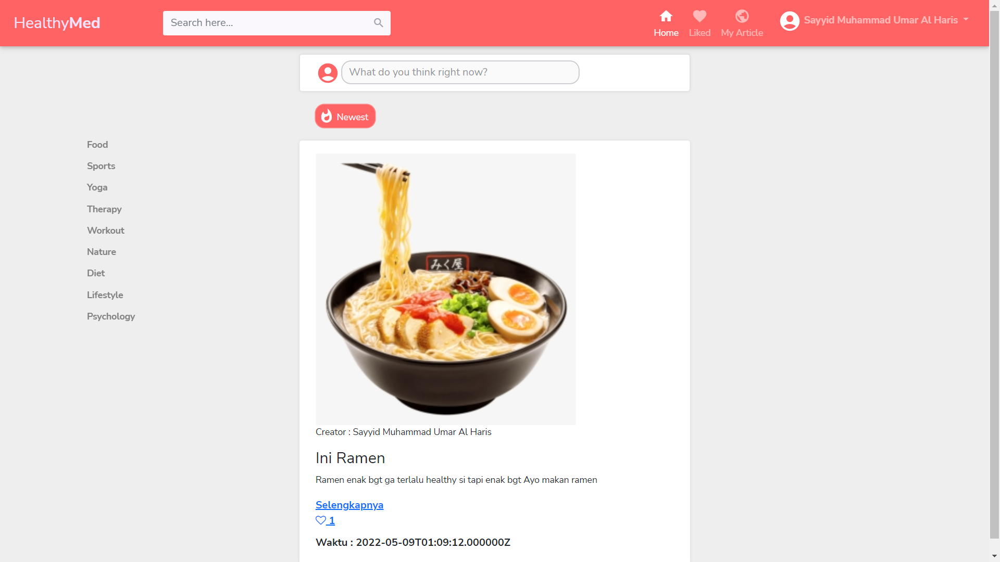 HealthyMed
Search here...
Home
Liked
My Article
Sayyid Muhammad Umar Al Haris
What do you think right now?
Newest
Food
Sports
Yoga
Therapy
Workout
Nature
Diet
Lifestyle
Psychology
みく屋
Creator : Sayyid Muhammad Umar Al Haris
Ini Ramen
Ramen enak bgt ga terlalu healthy si tapi enak bgt Ayo makan ramen
Selengkapnya
1
Waktu : 2022-05-09T01:09:12.000000Z